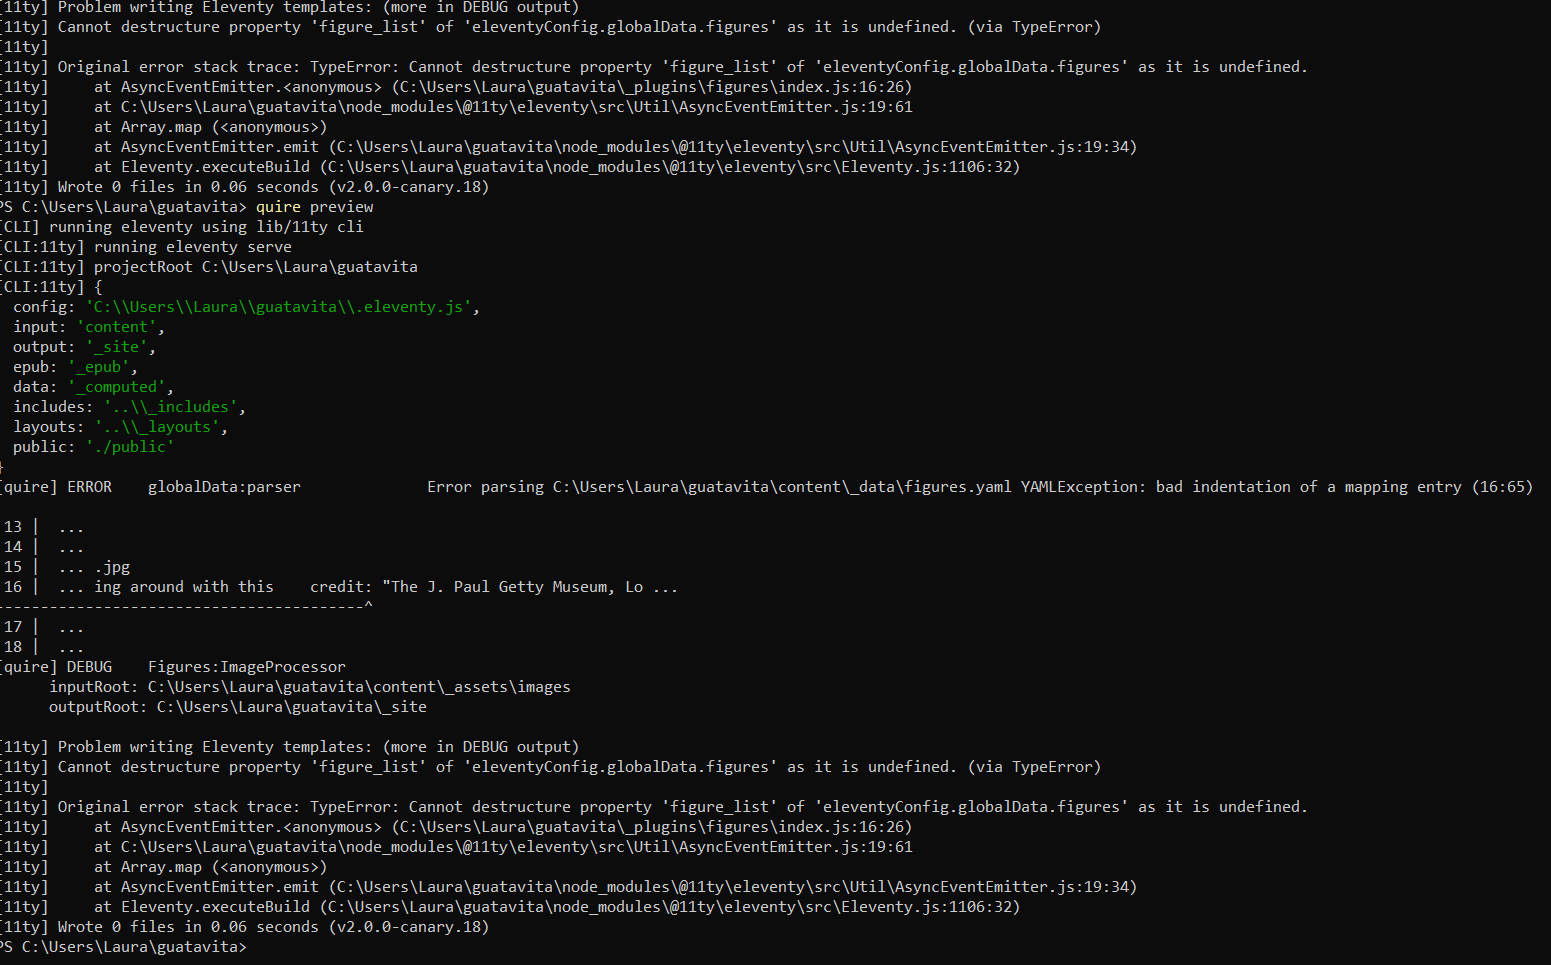 [11ty] Problem writing Eleventy templates: (more in DEBUG output)
[11ty] Cannot destructure property 'figure_list' of 'eleventyConfig.globalData.figures' as it is undefined. (via TypeError)
[11ty]
[11ty] Original error stack trace: TypeError: Cannot destructure property 'figure_list' of 'eleventyConfig.globalData.figures' as it is undefined.
[11ty]     at AsyncEventEmitter.<anonymous> (C:\Users\Laura\guatavita\_plugins\figures\index.js:16:26)
[11ty]     at C:\Users\Laura\guatavita\node_modules\@11ty\eleventy\src\Util\AsyncEventEmitter.js:19:61
[11ty]     at Array.map (<anonymous>)
[11ty]     at AsyncEventEmitter.emit (C:\Users\Laura\guatavita\node_modules\@11ty\eleventy\src\Util\AsyncEventEmitter.js:19:34)
[11ty]     at Eleventy.executeBuild (C:\Users\Laura\guatavita\node_modules\@11ty\eleventy\src\Eleventy.js:1106:32)
[11ty] Wrote 0 files in 0.06 seconds (v2.0.0-canary.18)
PS C:\Users\Laura\guatavita> quire preview
[CLI] running eleventy using lib/11ty cli
[CLI:11ty] running eleventy serve
[CLI:11ty] projectRoot C:\Users\Laura\guatavita
[CLI:11ty] {
  config: 'C:\\Users\\Laura\\guatavita\\.eleventy.js',
  input: 'content',
  output: '_site',
  epub: '_epub',
  data: '_computed',
  includes: '..\\_includes',
  layouts: '..\\_layouts',
  public: './public'
}
[quire] ERROR    globalData:parser              Error parsing C:\Users\Laura\guatavita\content\_data\figures.yaml YAMLException: bad indentation of a mapping entry (16:65)
13 |  ...
14 |  ...
15 |  ... .jpg
16 |  ... ing around with this    credit: "The J. Paul Getty Museum, Lo ...
-----------------------------------------^
17 |  ...
18 |  ...
[quire] DEBUG    Figures:ImageProcessor
      inputRoot: C:\Users\Laura\guatavita\content\_assets\images
      outputRoot: C:\Users\Laura\guatavita\_site
[11ty] Problem writing Eleventy templates: (more in DEBUG output)
[11ty] Cannot destructure property 'figure_list' of 'eleventyConfig.globalData.figures' as it is undefined. (via TypeError)
[11ty]
[11ty] Original error stack trace: TypeError: Cannot destructure property 'figure_list' of 'eleventyConfig.globalData.figures' as it is undefined.
[11ty]     at AsyncEventEmitter.<anonymous> (C:\Users\Laura\guatavita\_plugins\figures\index.js:16:26)
[11ty]     at C:\Users\Laura\guatavita\node_modules\@11ty\eleventy\src\Util\AsyncEventEmitter.js:19:61
[11ty]     at Array.map (<anonymous>)
[11ty]     at AsyncEventEmitter.emit (C:\Users\Laura\guatavita\node_modules\@11ty\eleventy\src\Util\AsyncEventEmitter.js:19:34)
[11ty]     at Eleventy.executeBuild (C:\Users\Laura\guatavita\node_modules\@11ty\eleventy\src\Eleventy.js:1106:32)
[11ty] Wrote 0 files in 0.06 seconds (v2.0.0-canary.18)
PS C:\Users\Laura\guatavita>